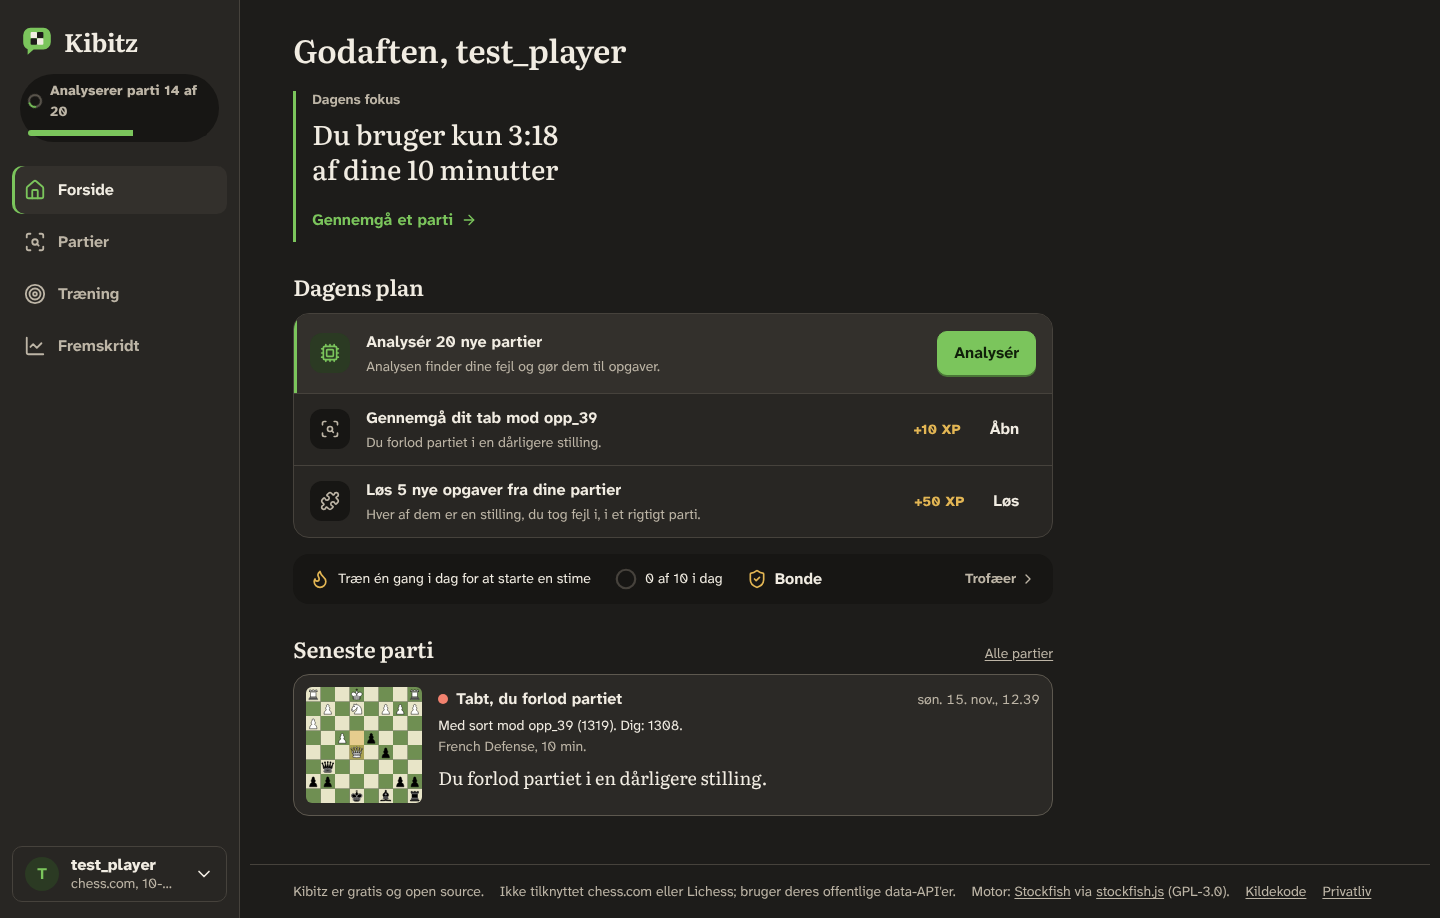 Kibitz
Analyserer parti 14 af
20
Forside
Partier
Træning
Fremskridt
test_player
chess.com, 10-...
T
Godaften, test_player
Dagens fokus
Du bruger kun 3:18
af dine 10 minutter
Gennemgå et parti
Dagens plan
Analysér 20 nye partier
Analysen finder dine fejl og gør dem til opgaver.
Analysér
Gennemgå dit tab mod opp_39
Du forlod partiet i en dårligere stilling.
+10 XP
Åbn
Løs 5 nye opgaver fra dine partier
Hver af dem er en stilling, du tog fejl i, i et rigtigt parti.
+50 XP
Løs
Træn én gang i dag for at starte en stime
0 af 10 i dag
Bonde
Trofæer
Seneste parti
Alle partier
Tabt, du forlod partiet
søn. 15. nov., 12.39
Med sort mod opp_39 (1319). Dig: 1308.
French Defense, 10 min.
Du forlod partiet i en dårligere stilling.
Kibitz er gratis og open source.
Ikke tilknyttet chess.com eller Lichess; bruger deres offentlige data-API'er.
Motor: Stockfish via stockfish.js (GPL-3.0).
Kildekode
Privatliv